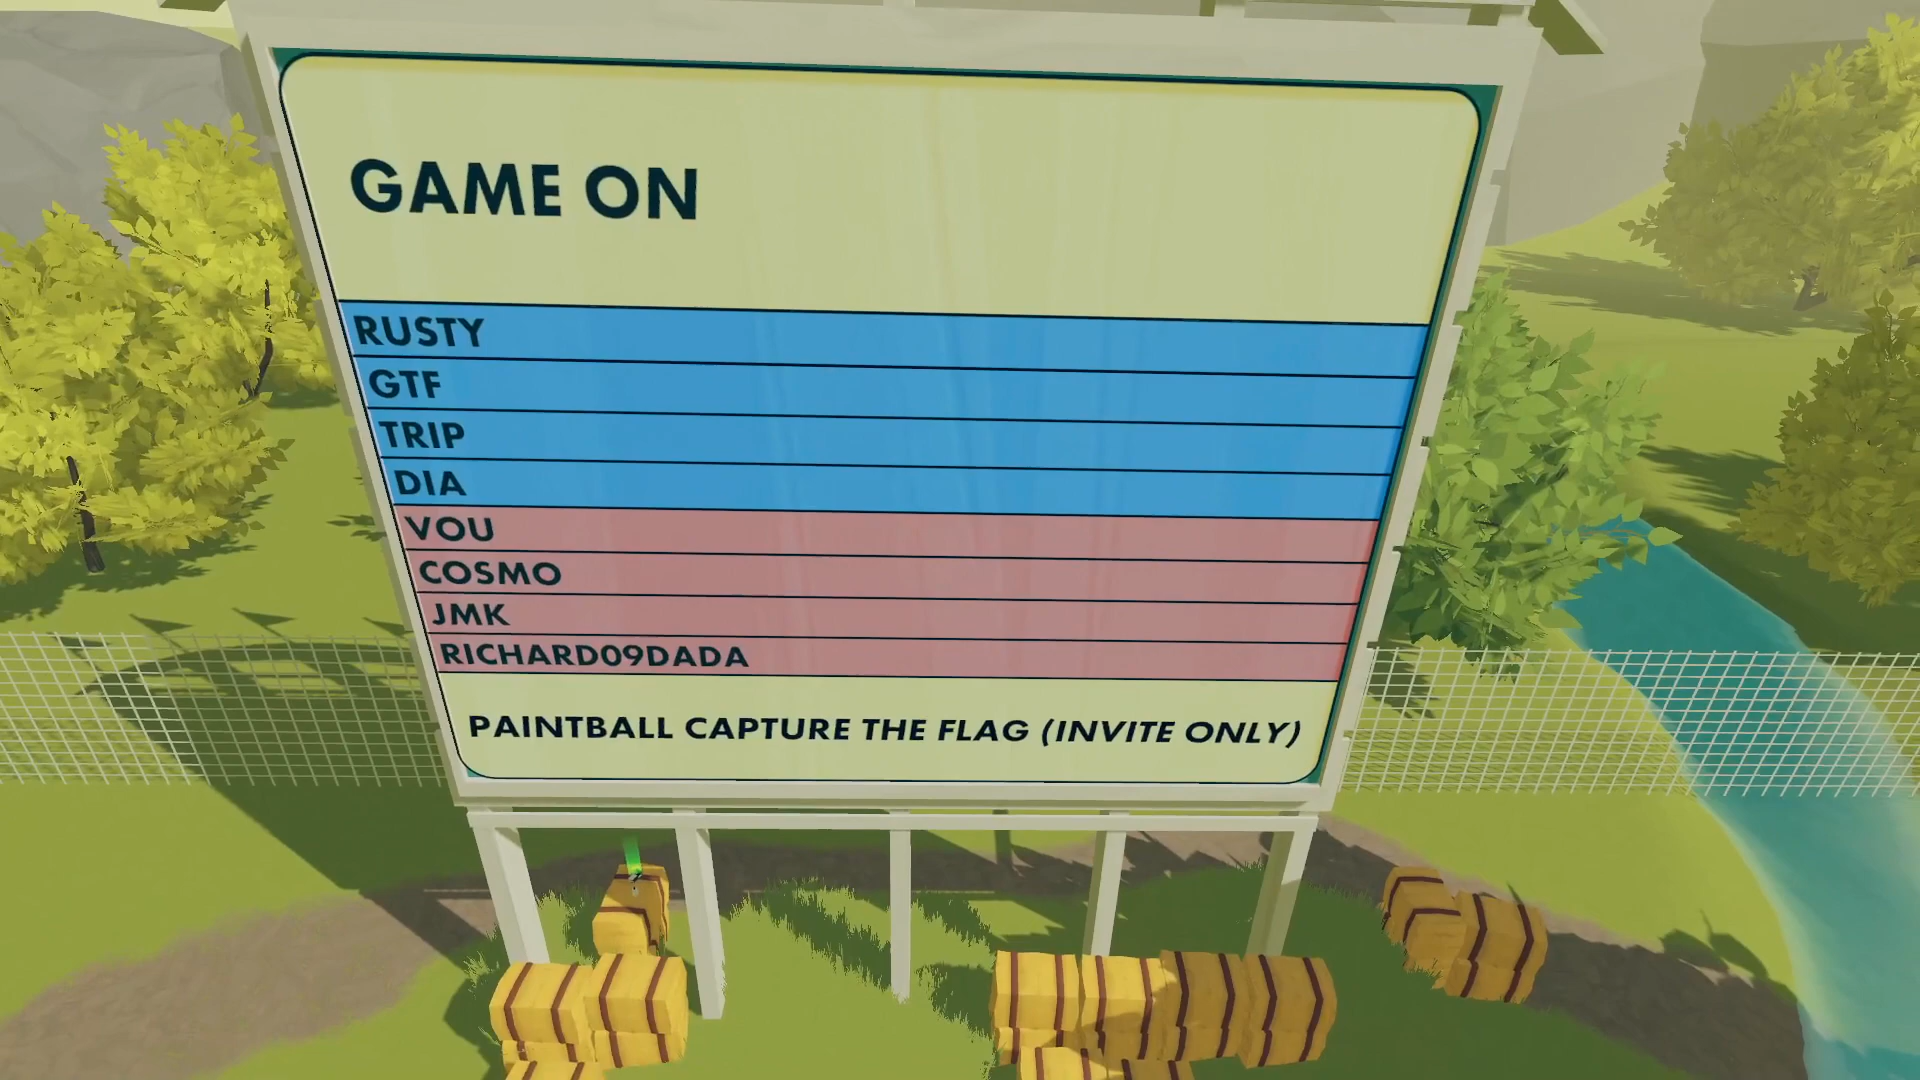 GAME ON
RUSTY
GTF
TRIP
DIA
VOU
COSMO
JMK
RICHARD09DADA
PAINTBALL CAPTURE THE FLAG (INVITE ONLY)